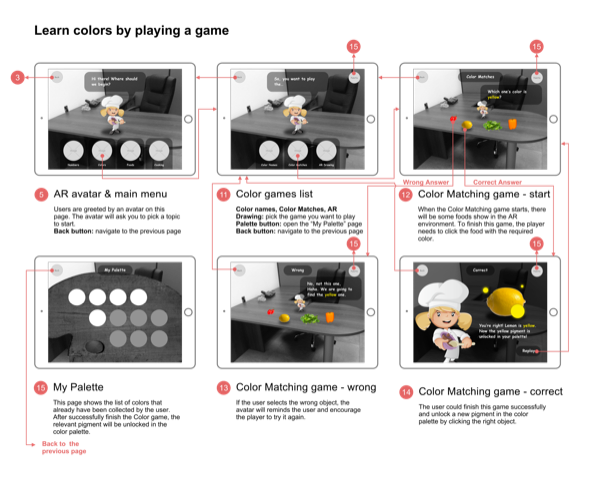 Learn colors by playing a game
15
15
3
Hi there! Where should
we begin?
So, you want to play
the...
Color Matches
Which one's color is
yellow?
Numbers
Foods
Color Matches
AR Drawing
Wrong Answer
Correct Answer
5
AR avatar & main menu
Users are greeted by an avatar on this
page. The avatar will ask you to pick a topic
to start.
Back button: navigate to the previous page
11
Color games list
Color names, Color Matches, AR
Drawing: pick the game you want to play
Palette button: open the "My Palette" page
Back button: navigate to the previous page
12
Color Matching game - start
When the Color Matching game starts, there
will be some foods show in the AR
environment. To finish this game, the player
needs to click the food with the required
color.
15
15
My Palette
Wrong
No, not this one.
Haha. We are going to
find the yellow one.
Correct
You're right! Lemon is yellow.
Now the yellow pigment is
unlocked in your palette!
Replay
15
My Palette
This page shows the list of colors that
already have been collected by the user.
After successfully finish the Color game, the
relevant pigment will be unlocked in the
color palette.
13
Color Matching game - wrong
If the user selects the wrong object, the
avatar will reminds the user and encourage
the player to try it again.
14
Color Matching game - correct
The user could finish this game successfully
and unlock a new pigment in the color
palette by clicking the right object.
Back to the
previous page